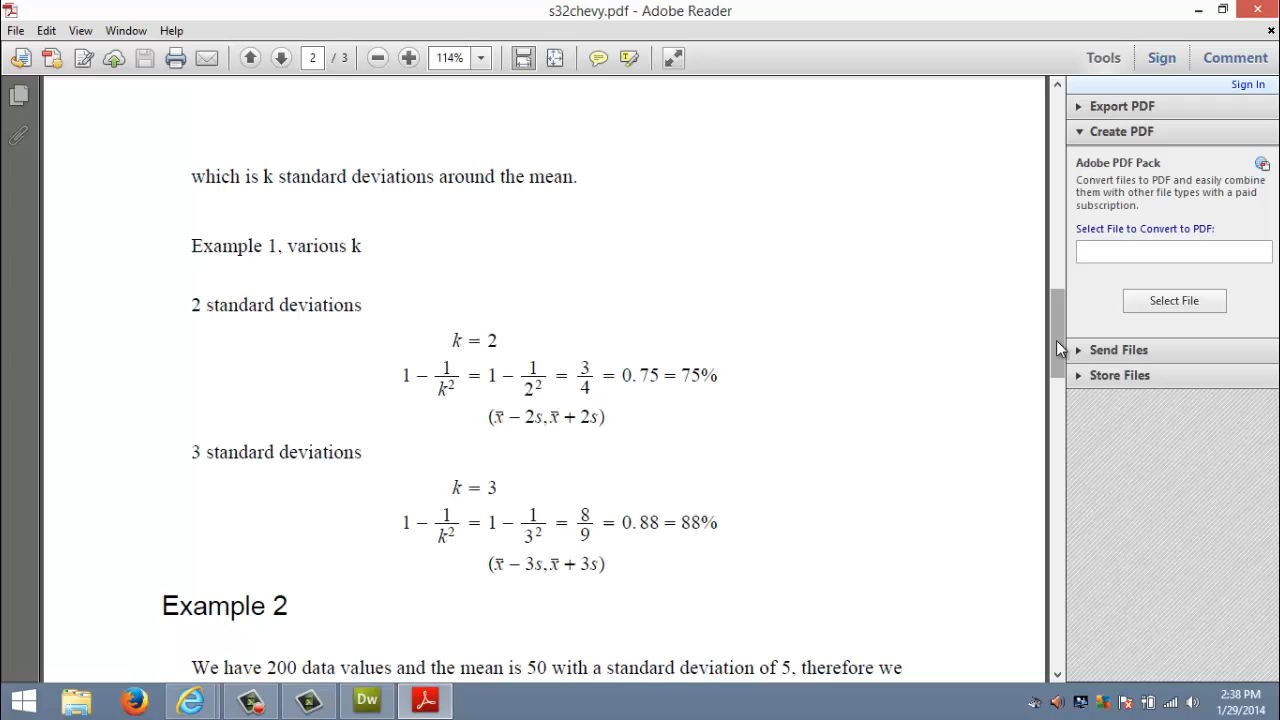 s32chevy.pdf - Adobe Reader
File Edit View Window Help
2 / 3 114% Tools Sign Comment
Sign In
Export PDF
Create PDF
Adobe PDF Pack
Convert files to PDF and easily combine
them with other file types with a paid
subscription.
Select File to Convert to PDF:
Select File
Send Files
Store Files
which is k standard deviations around the mean.
Example 1, various k
2 standard deviations
k = 2
1 − 1/k² = 1 − 1/2² = 3/4 = 0.75 = 75%
(x̄ − 2s, x̄ + 2s)
3 standard deviations
k = 3
1 − 1/k² = 1 − 1/3² = 8/9 = 0.88 = 88%
(x̄ − 3s, x̄ + 3s)
Example 2
We have 200 data values and the mean is 50 with a standard deviation of 5, therefore we
Dw
2:38 PM
1/29/2014